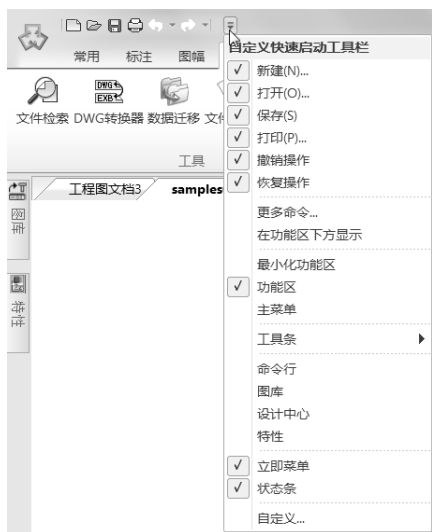 自定义快速启动工具栏
常用 标注 图幅
新建(N)...
打开(O)...
保存(S)
打印(P)...
撤销操作
恢复操作
更多命令...
在功能区下方显示
最小化功能区
功能区
主菜单
工具条
命令行
图库
设计中心
特性
立即菜单
状态条
自定义...
DWG
EXB
文件检索 DWG转换器 数据迁移 文件
工具
工程图文档3 samples
图库
特性